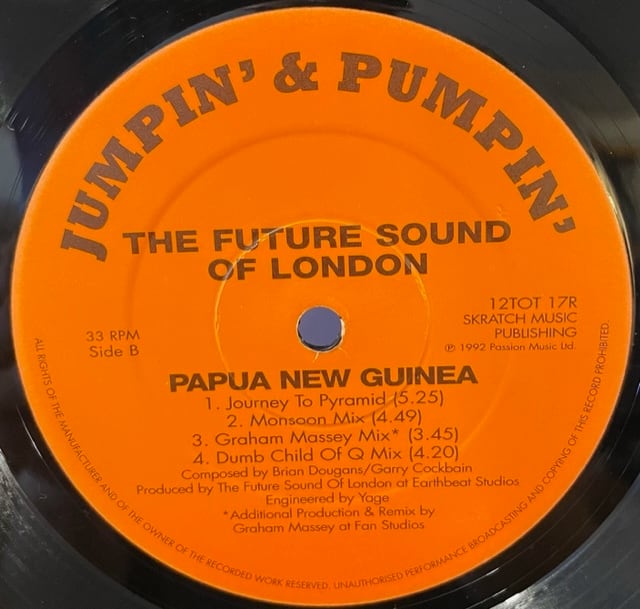 JUMPIN' & PUMPIN'
THE FUTURE SOUND
OF LONDON
33 RPM
Side B
12TOT 17R
SKRATCH MUSIC
PUBLISHING
℗ 1992 Passion Music Ltd.
PAPUA NEW GUINEA
1. Journey To Pyramid (5.25)
2. Monsoon Mix (4.49)
3. Graham Massey Mix* (3.45)
4. Dumb Child Of Q Mix (4.20)
Composed by Brian Dougans/Garry Cockbain
Produced by The Future Sound Of London at Earthbeat Studios
Engineered by Yage
*Additional Production & Remix by
Graham Massey at Fan Studios
ALL RIGHTS OF THE MANUFACTURER AND OF THE OWNER OF THE RECORDED WORK RESERVED. UNAUTHORISED PERFORMANCE BROADCASTING AND COPYING OF THIS RECORD PROHIBITED.